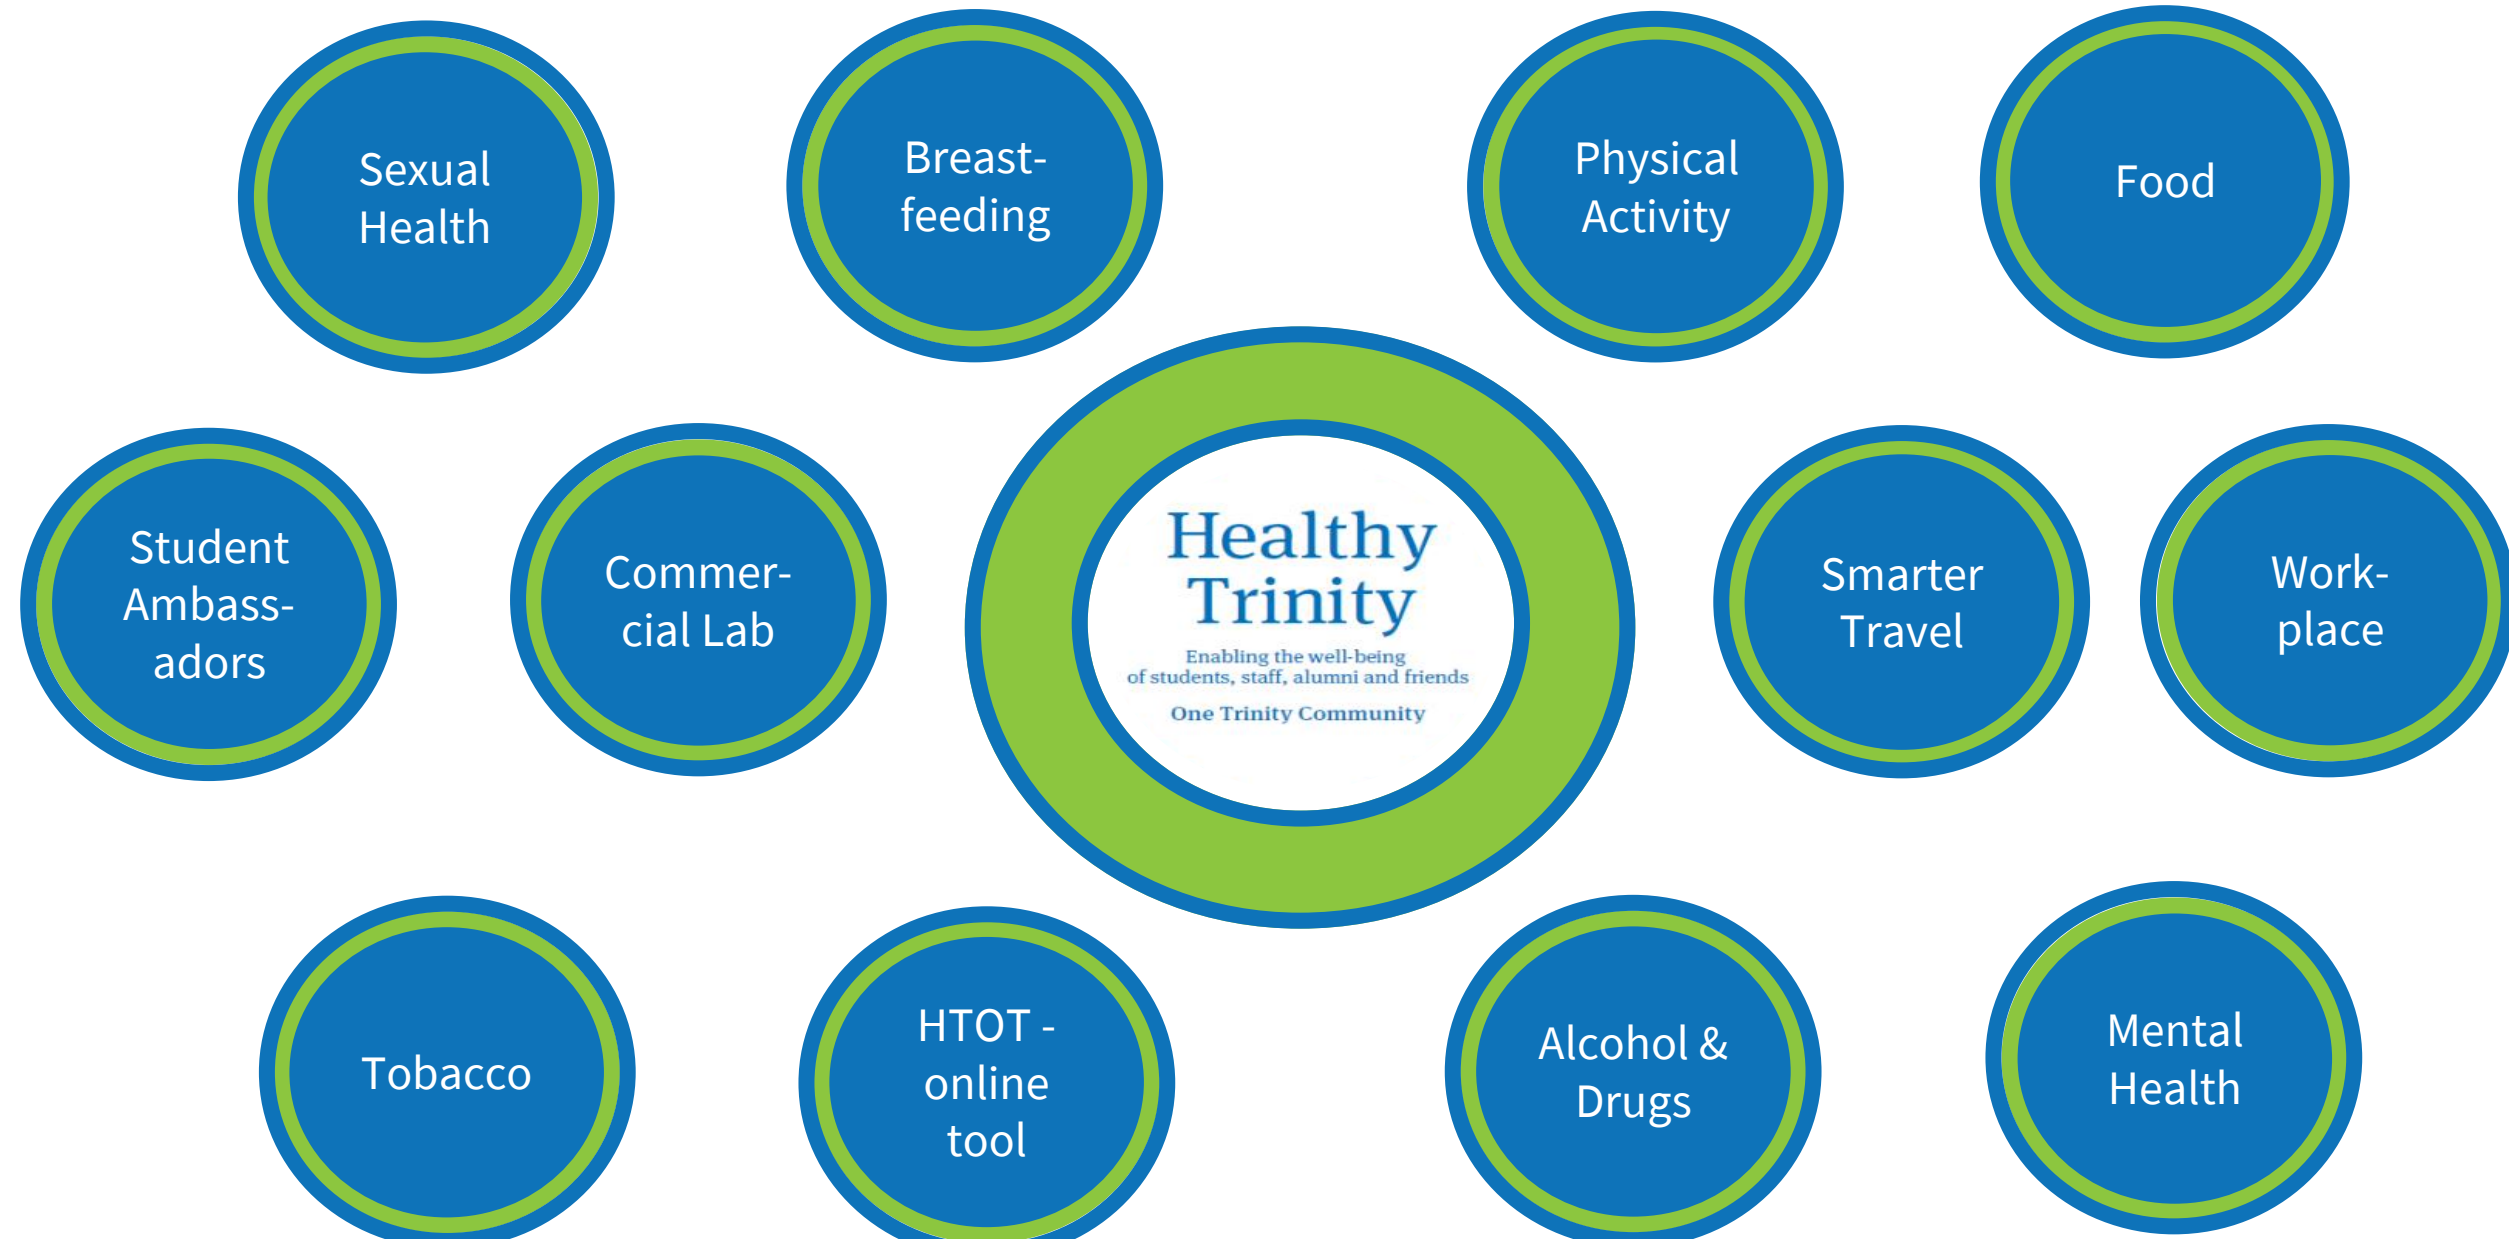 Sexual
Health
Breast-
feeding
Physical
Activity
Food
Student
Ambass-
adors
Commer-
cial Lab
Healthy
Trinity
Enabling the well-being
of students, staff, alumni and friends
One Trinity Community
Smarter
Travel
Work-
place
Tobacco
HTOT -
online
tool
Alcohol &
Drugs
Mental
Health